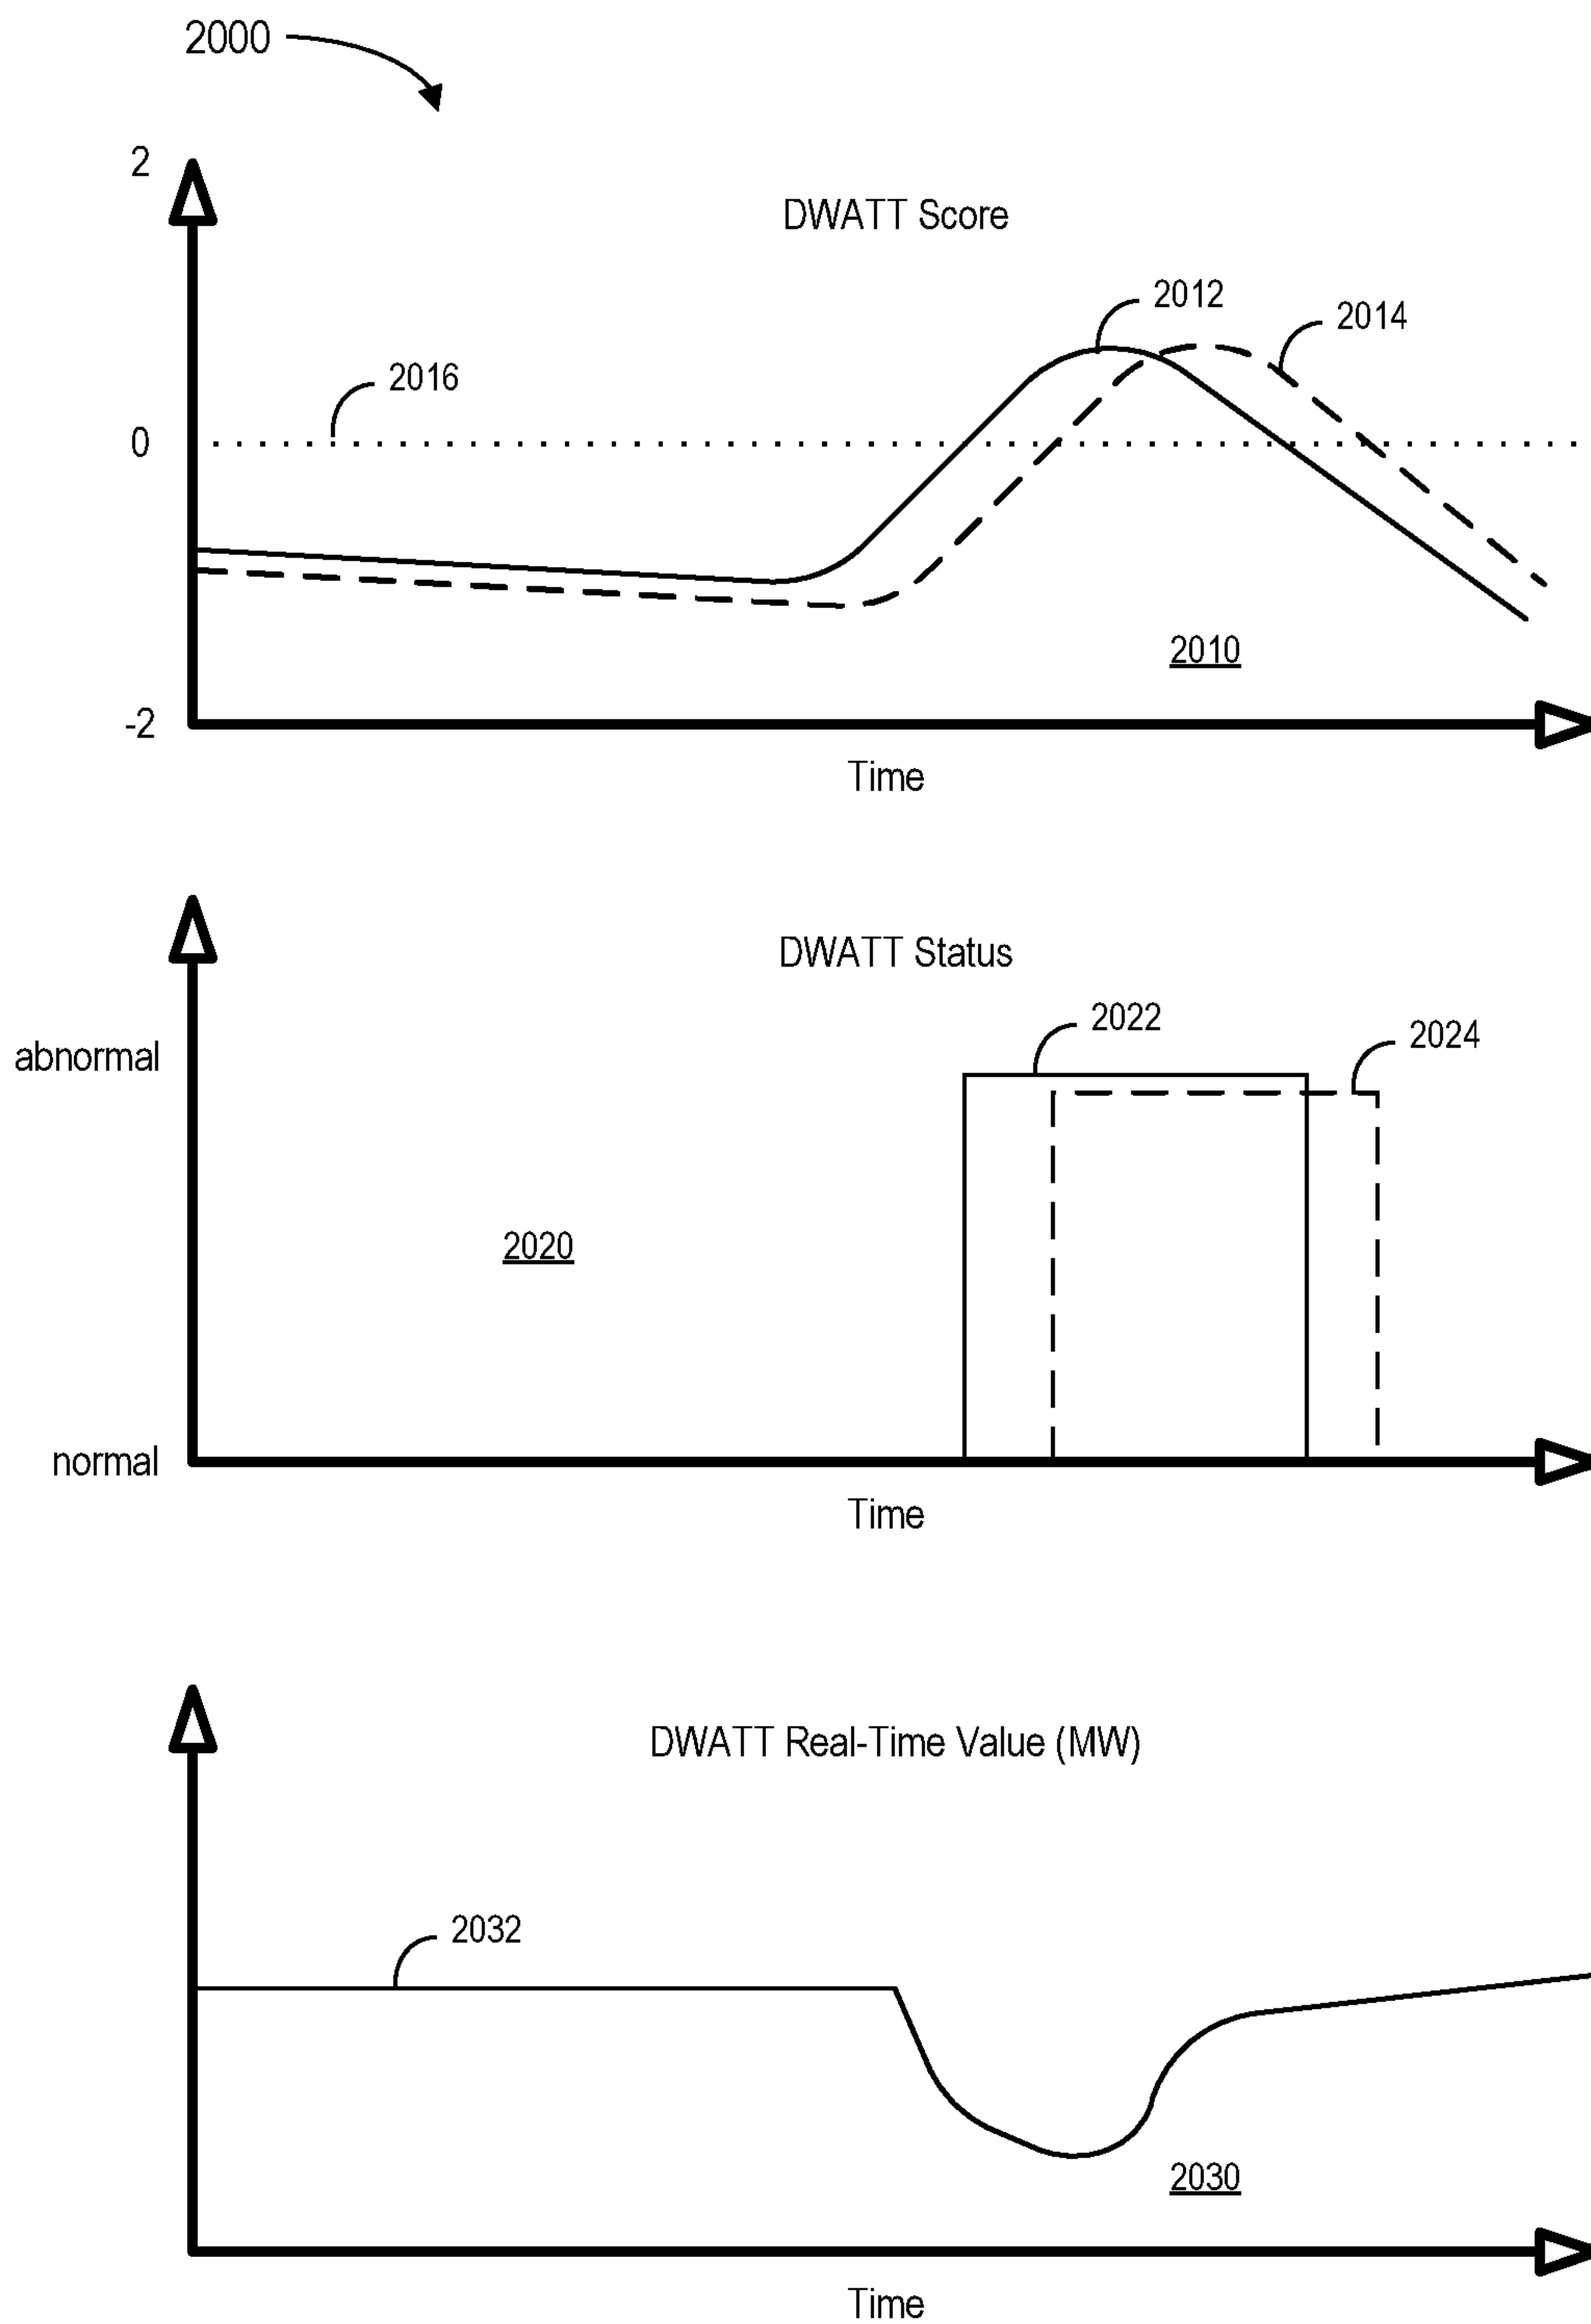 2000
2
DWATT Score
2012
2014
2016
0
2010
-2
Time
DWATT Status
2022
2024
abnormal
2020
normal
Time
DWATT Real-Time Value (MW)
2032
2030
Time